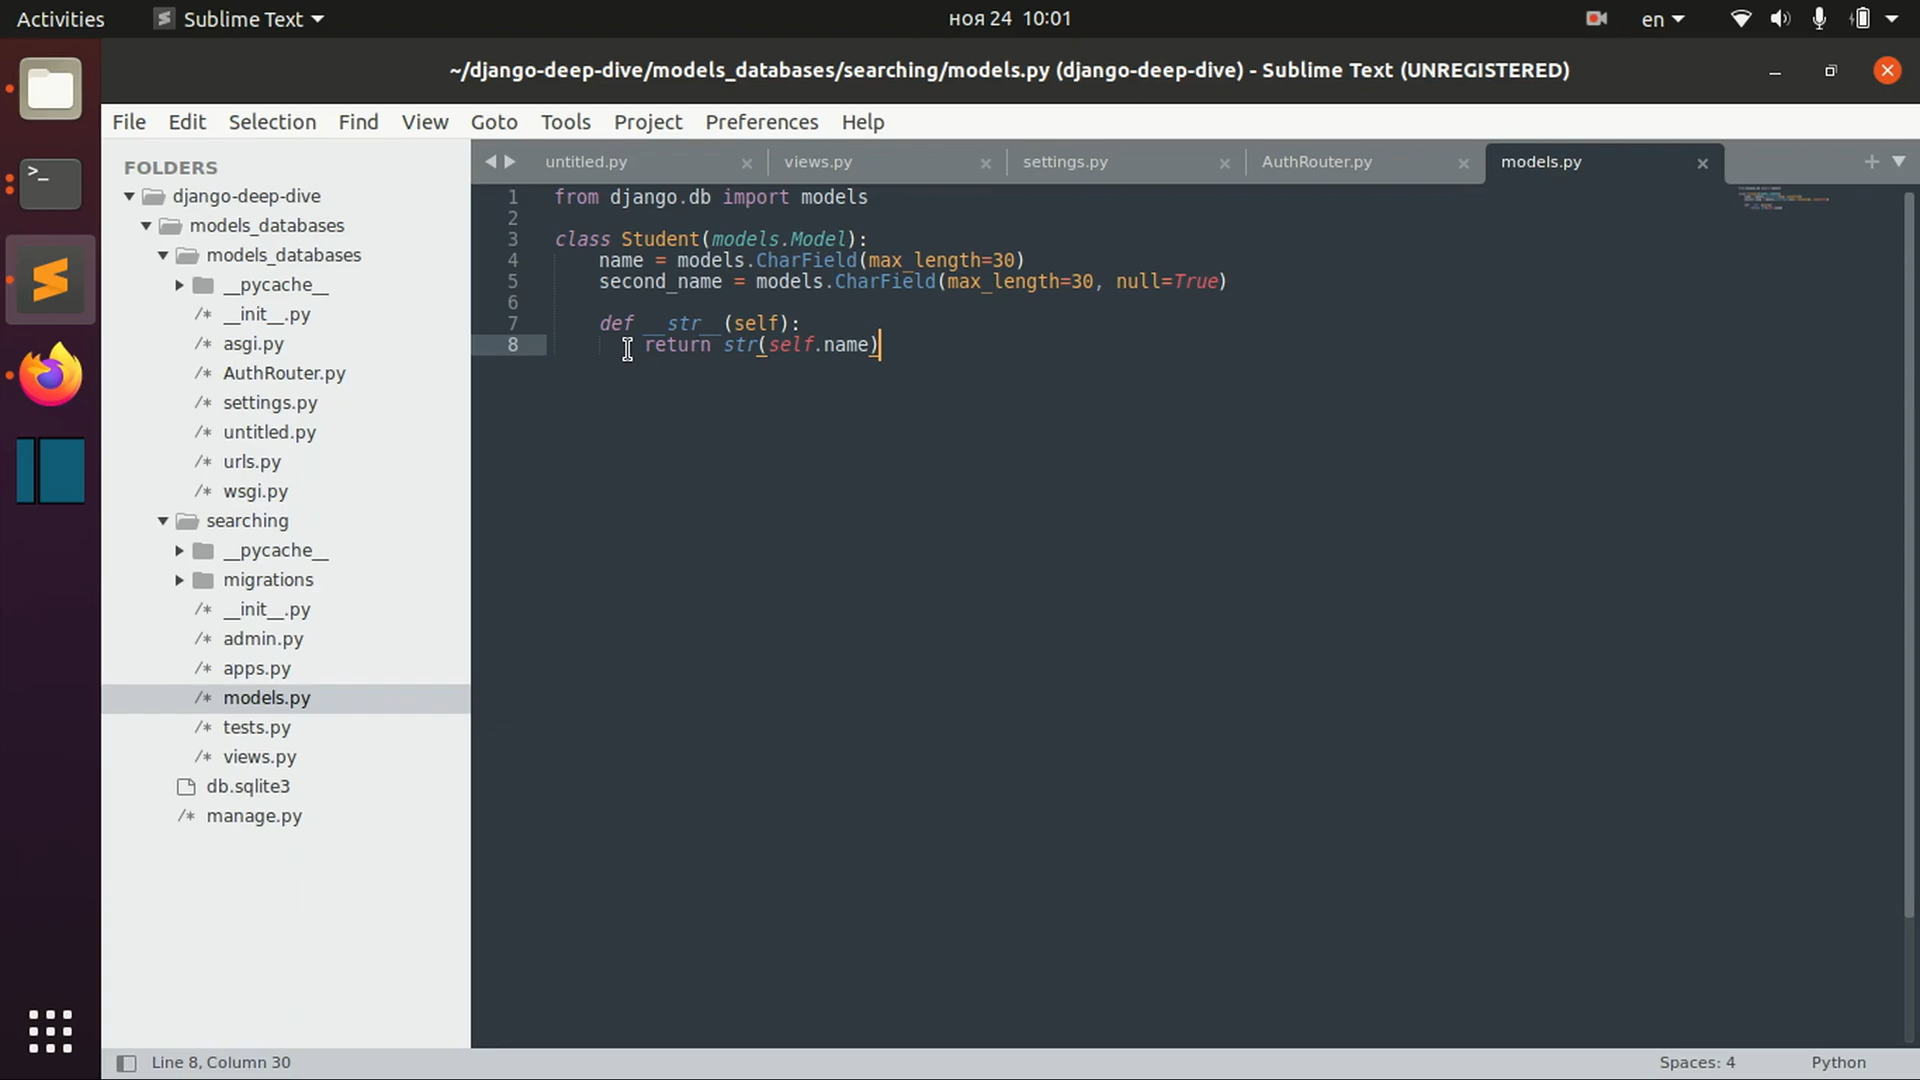 Activities Sublime Text ноя 24 10:01 en
~/django-deep-dive/models_databases/searching/models.py (django-deep-dive) - Sublime Text (UNREGISTERED)
File Edit Selection Find View Goto Tools Project Preferences Help
FOLDERS
django-deep-dive
models_databases
models_databases
__pycache__
/* __init__.py
/* asgi.py
/* AuthRouter.py
/* settings.py
/* untitled.py
/* urls.py
/* wsgi.py
searching
__pycache__
migrations
/* __init__.py
/* admin.py
/* apps.py
/* models.py
/* tests.py
/* views.py
db.sqlite3
/* manage.py
untitled.py views.py settings.py AuthRouter.py models.py
1 from django.db import models
2
3 class Student(models.Model):
4 name = models.CharField(max_length=30)
5 second_name = models.CharField(max_length=30, null=True)
6
7 def __str__(self):
8 return str(self.name)
Line 8, Column 30 Spaces: 4 Python